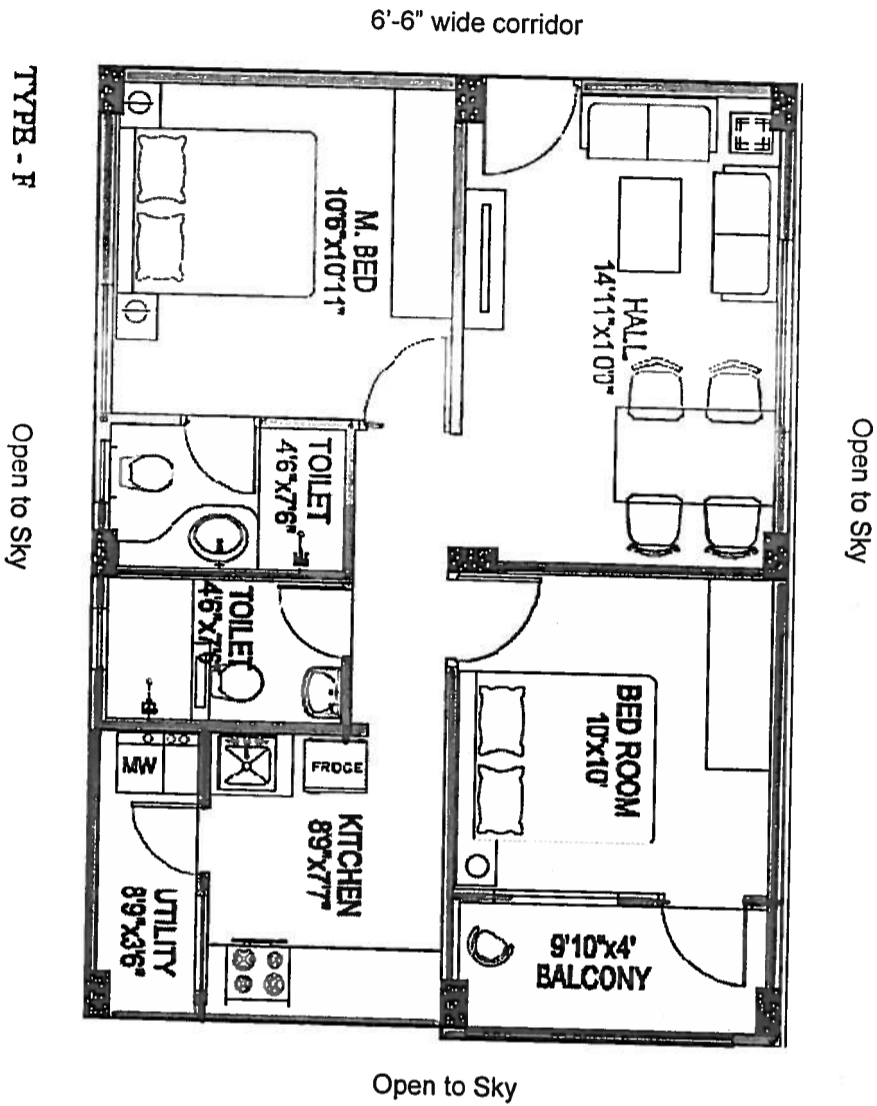 6'-6" wide corridor
TYPE - F
M. BED
10'6"x10'11"
HALL
14'11"x10'0"
Open to Sky
Open to Sky
TOILET
4'6"x7'6"
TOILET
4'6"x7'6"
BED ROOM
10'x10'
MW
FRDGE
KITCHEN
8'9"x7'7"
UTILITY
8'9"x3'6"
9'10"x4'
BALCONY
Open to Sky